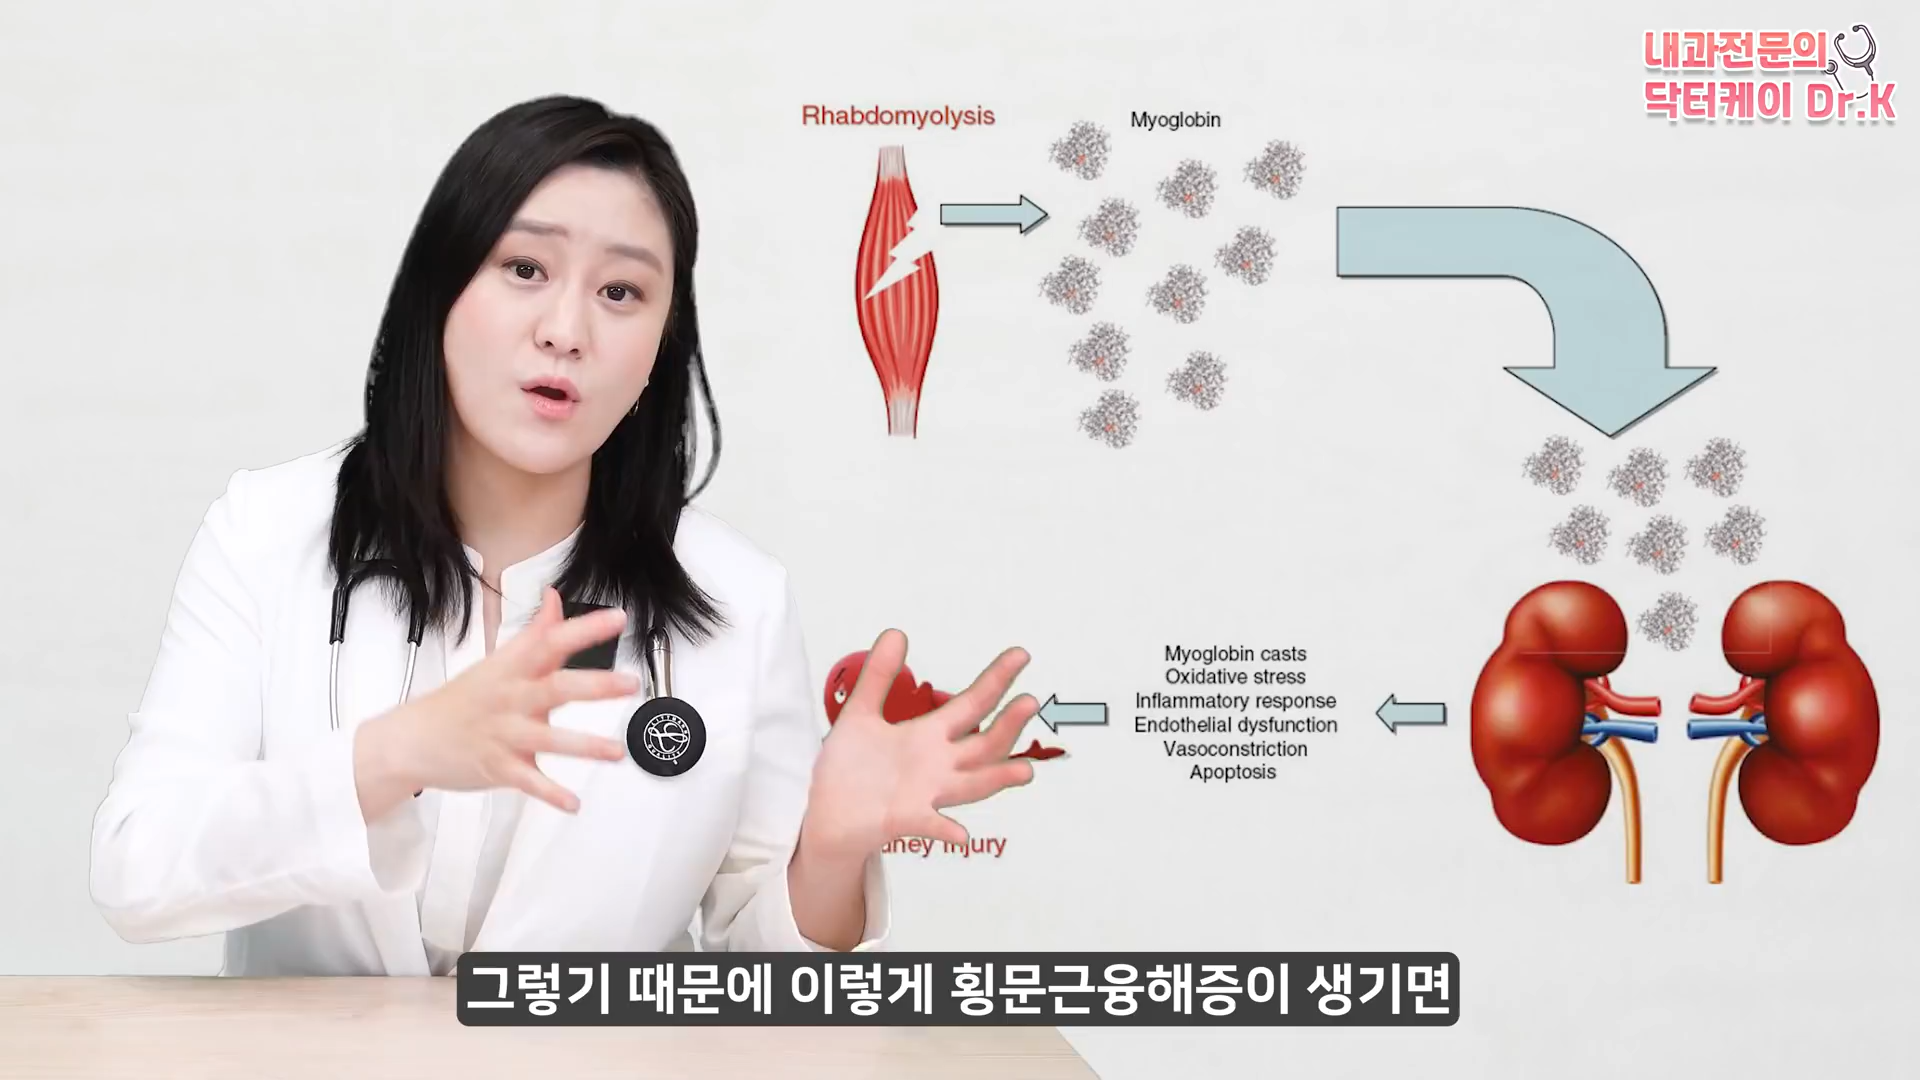 내과전문의
닥터케이 Dr.K
Rhabdomyolysis
Myoglobin
Myoglobin casts
Oxidative stress
Inflammatory response
Endothelial dysfunction
Vasoconstriction
Apoptosis
Injury
그렇기 때문에 이렇게 횡문근융해증이 생기면